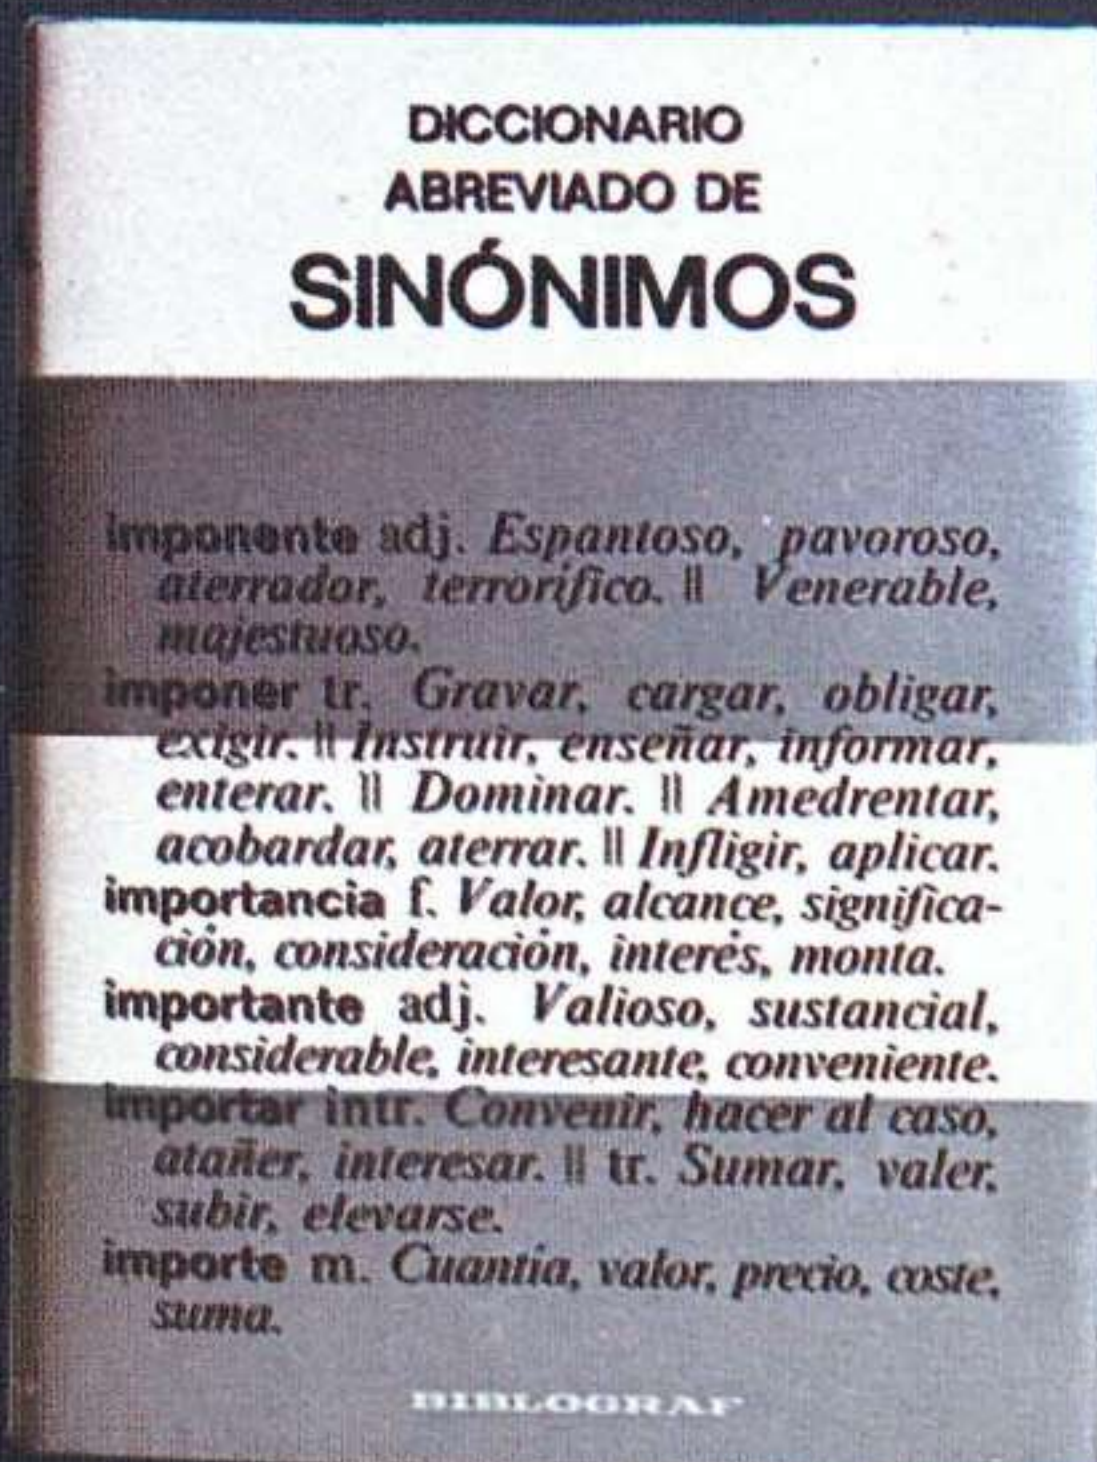 DICCIONARIO
ABREVIADO DE
SINÓNIMOS
imponente adj. Espantoso, pavoroso,
aterrador, terrorífico. || Venerable,
majestuoso.
imponer tr. Gravar, cargar, obligar,
exigir. || Instruir, enseñar, informar,
enterar. || Dominar. || Amedrentar,
acobardar, aterrar. || Infligir, aplicar.
importancia f. Valor, alcance, significa-
ción, consideración, interés, monta.
importante adj. Valioso, sustancial,
considerable, interesante, conveniente.
importar intr. Convenir, hacer al caso,
atañer, interesar. || tr. Sumar, valer,
subir, elevarse.
importe m. Cuantía, valor, precio, coste,
suma.
BIBLOGRAF